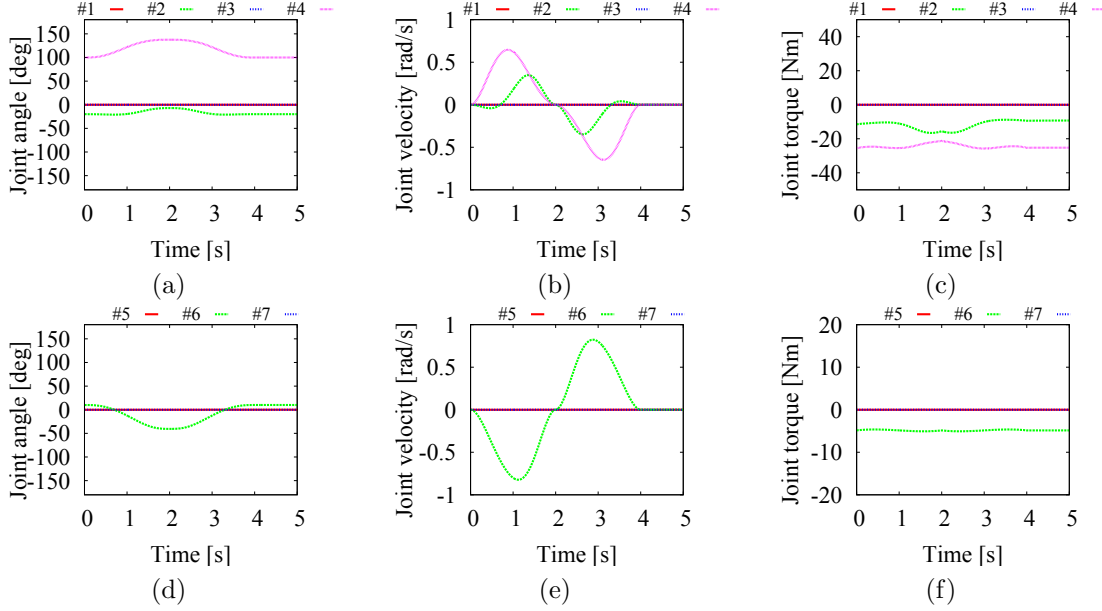 #1 #2 #3 #4
Joint angle [deg]
150
100
50
0
-50
-100
-150
0 1 2 3 4 5
Time [s]
(a)
#1 #2 #3 #4
Joint velocity [rad/s]
1
0.5
0
-0.5
-1
0 1 2 3 4 5
Time [s]
(b)
#1 #2 #3 #4
Joint torque [Nm]
40
20
0
-20
-40
0 1 2 3 4 5
Time [s]
(c)
#5 #6 #7
Joint angle [deg]
150
100
50
0
-50
-100
-150
0 1 2 3 4 5
Time [s]
(d)
#5 #6 #7
Joint velocity [rad/s]
1
0.5
0
-0.5
-1
0 1 2 3 4 5
Time [s]
(e)
#5 #6 #7
Joint torque [Nm]
20
10
0
-10
-20
0 1 2 3 4 5
Time [s]
(f)